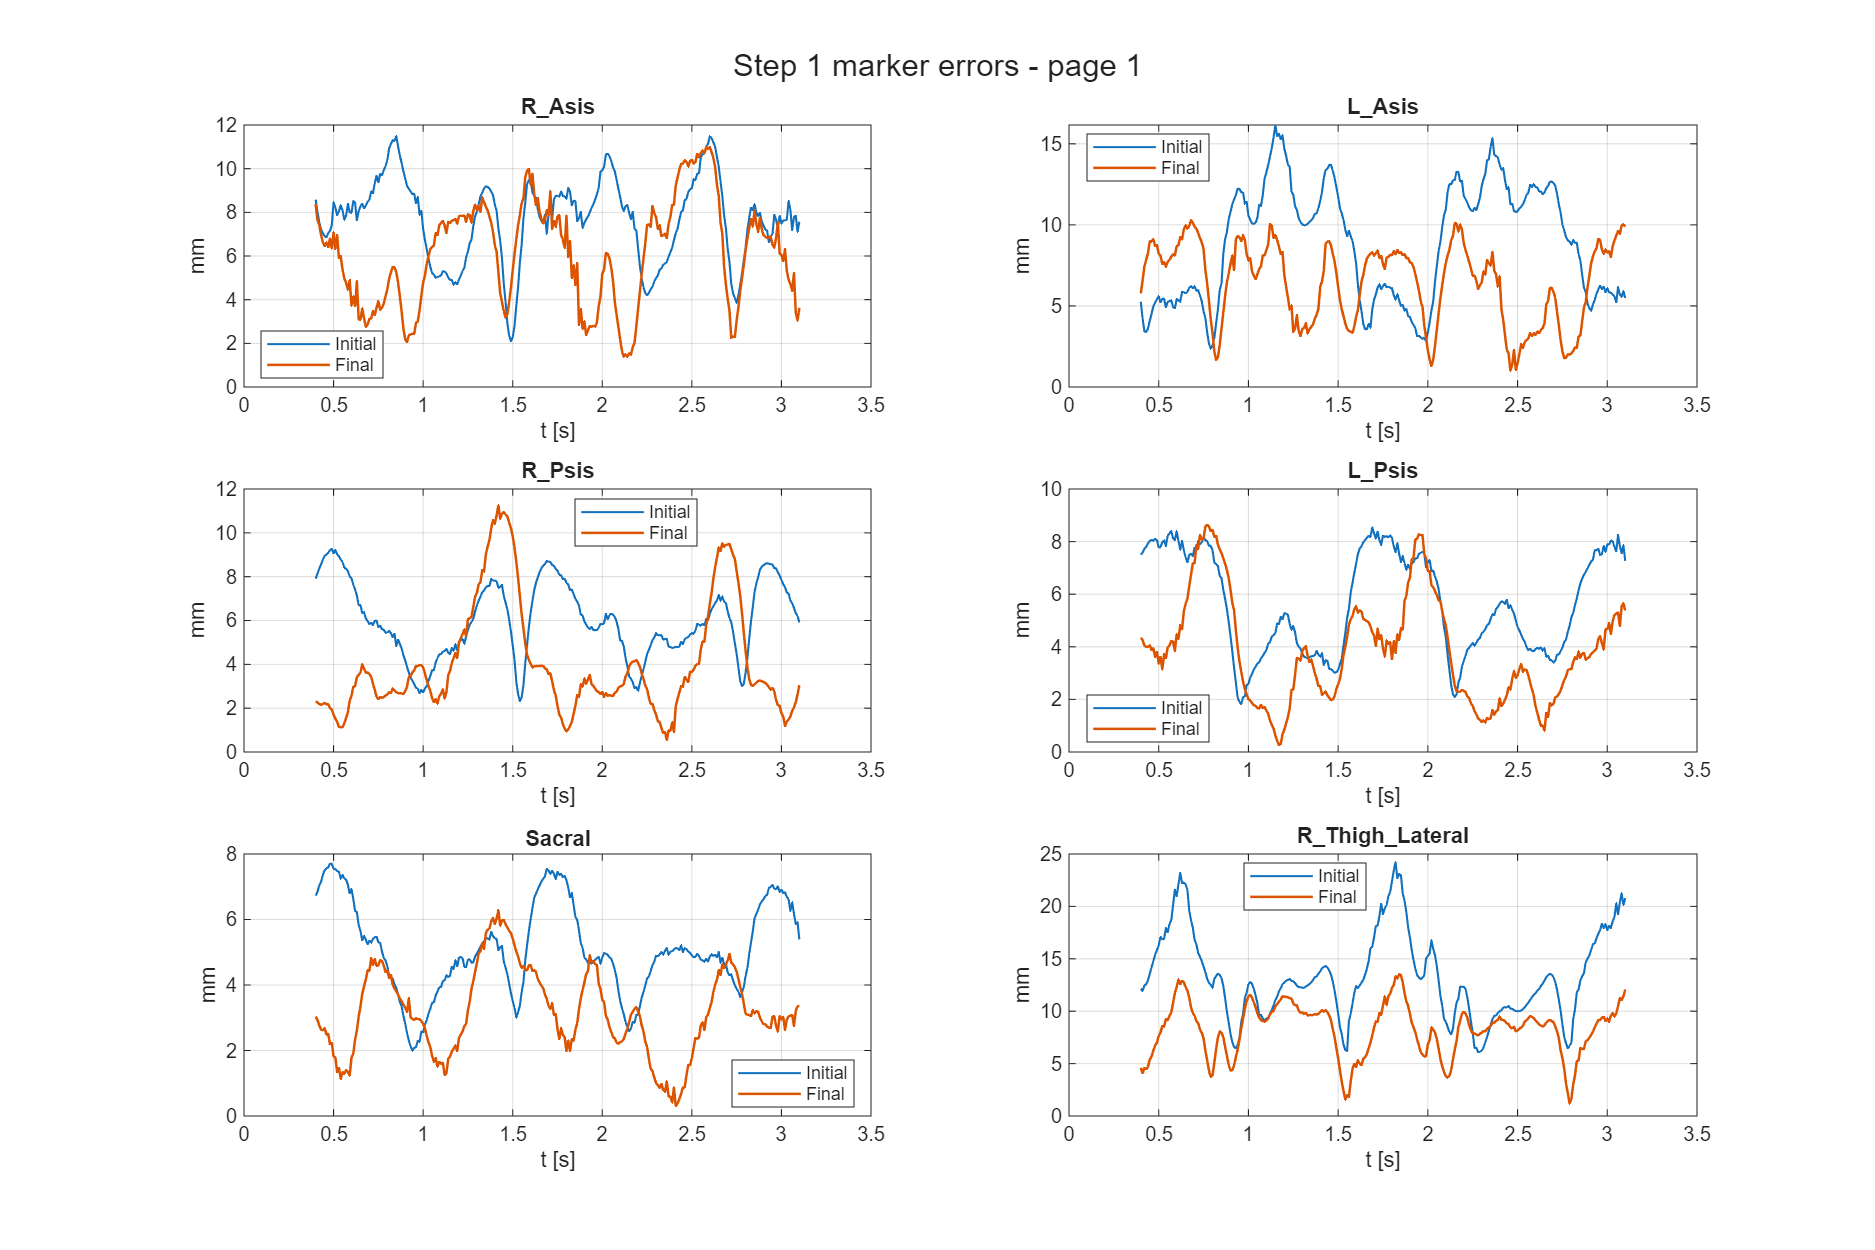 Step 1 marker errors - page 1
R_Asis
12
10
8
6
4
2
0
mm
Initial
Final
0 0.5 1 1.5 2 2.5 3 3.5
t [s]
L_Asis
15
10
5
0
mm
Initial
Final
0 0.5 1 1.5 2 2.5 3 3.5
t [s]
R_Psis
12
10
8
6
4
2
0
mm
Initial
Final
0 0.5 1 1.5 2 2.5 3 3.5
t [s]
L_Psis
10
8
6
4
2
0
mm
Initial
Final
0 0.5 1 1.5 2 2.5 3 3.5
t [s]
Sacral
8
6
4
2
0
mm
Initial
Final
0 0.5 1 1.5 2 2.5 3 3.5
t [s]
R_Thigh_Lateral
25
20
15
10
5
0
mm
Initial
Final
0 0.5 1 1.5 2 2.5 3 3.5
t [s]